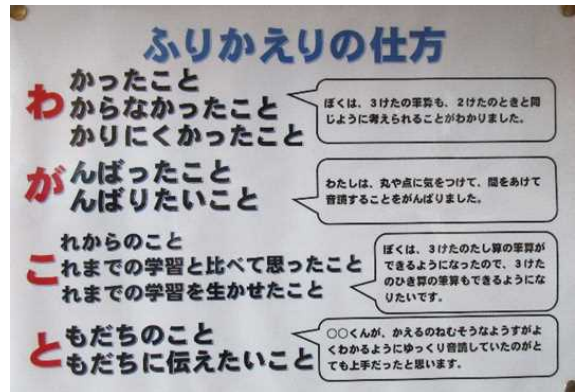 ふりかえりの仕方
わ
かったこと
からなかったこと
かりにくかったこと
ぼくは、3けたの筆算も、2けたのときと同
じように考えられることがわかりました。
が
んばったこと
んばりたいこと
わたしは、丸や点に気をつけて、間をあけて
音読することをがんばりました。
こ
れからのこと
れまでの学習と比べて思ったこと
れまでの学習を生かせたこと
ぼくは、3けたのたし算の筆算が
できるようになったので、3けた
のひき算の筆算もできるようにな
りたいです。
と
もだちのこと
もだちに伝えたいこと
○○くんが、かえるのねむそうなようすがよ
くわかるようにゆっくり音読していたのがと
ても上手だったと思います。